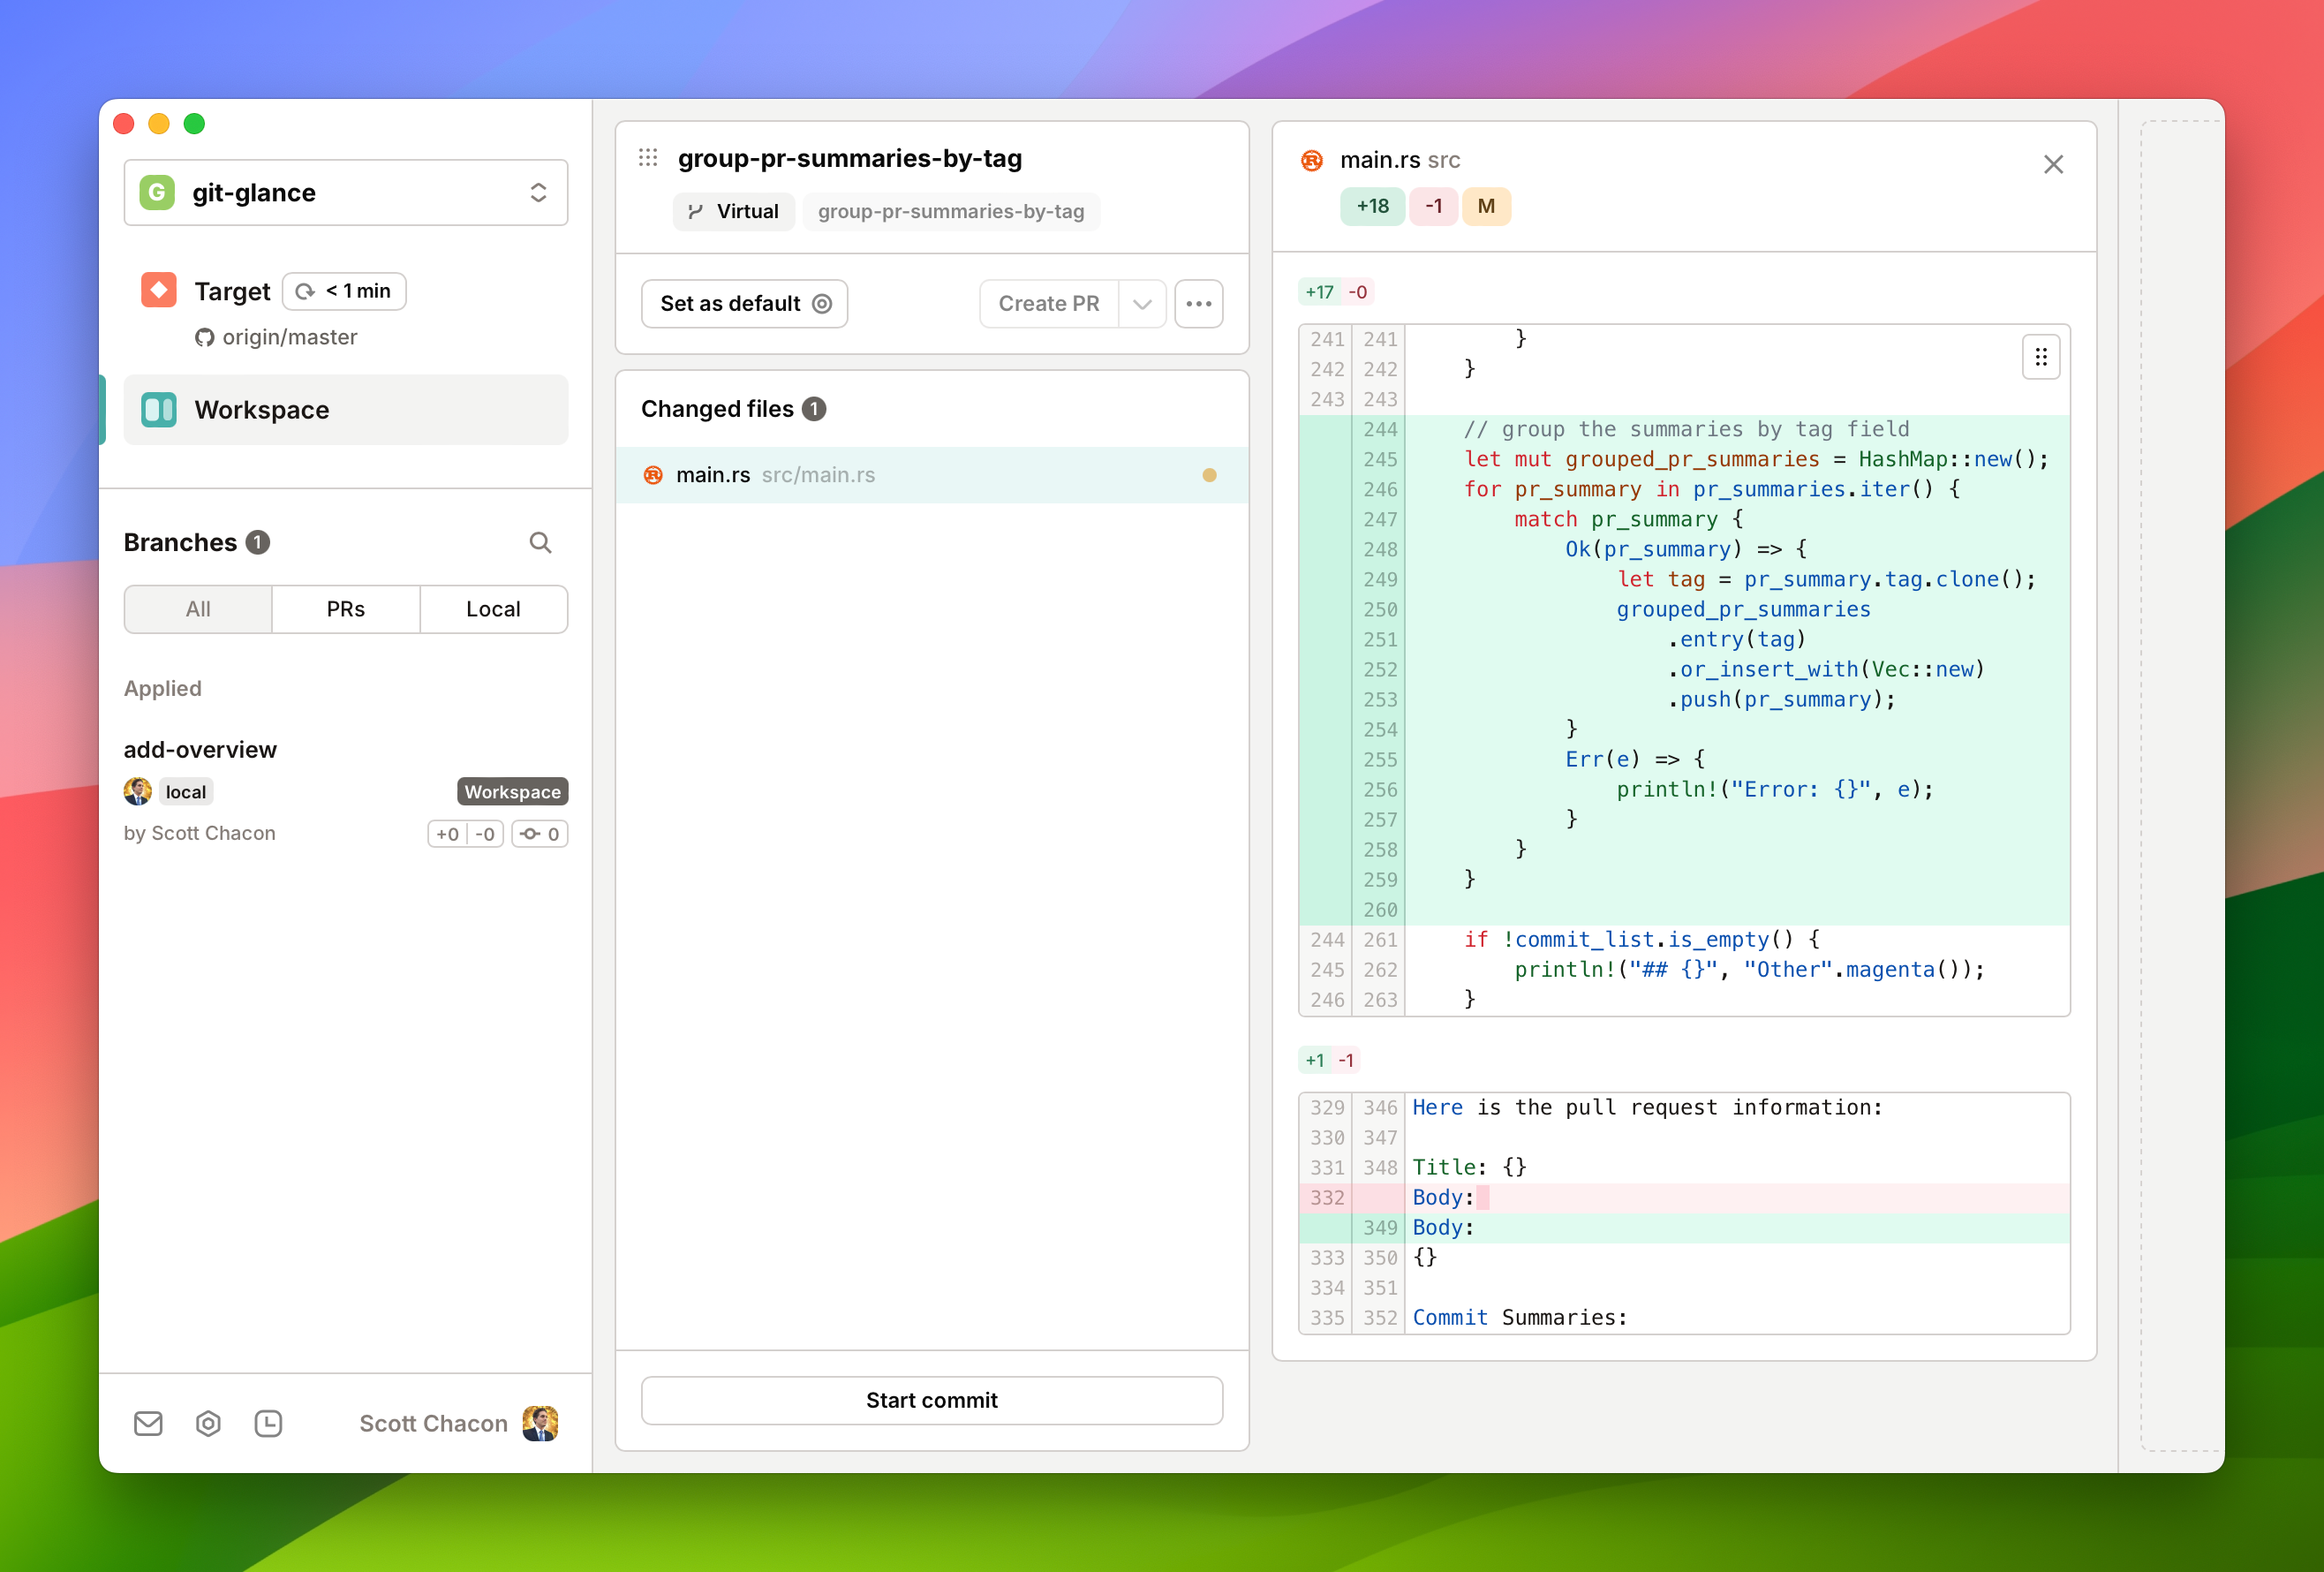 G git-glance
Target < 1 min
origin/master
Workspace
Branches 1
All PRs Local
Applied
add-overview
local Workspace
by Scott Chacon +0 -0 0
Scott Chacon
group-pr-summaries-by-tag
Virtual group-pr-summaries-by-tag
Set as default Create PR
Changed files 1
main.rs src/main.rs
Start commit
main.rs src
+18 -1 M
+17 -0
241 241         }
242 242     }
243 243
244     // group the summaries by tag field
245     let mut grouped_pr_summaries = HashMap::new();
246     for pr_summary in pr_summaries.iter() {
247         match pr_summary {
248             Ok(pr_summary) => {
249                 let tag = pr_summary.tag.clone();
250                 grouped_pr_summaries
251                     .entry(tag)
252                     .or_insert_with(Vec::new)
253                     .push(pr_summary);
254             }
255             Err(e) => {
256                 println!("Error: {}", e);
257             }
258         }
259     }
260
244 261     if !commit_list.is_empty() {
245 262         println!("## {}", "Other".magenta());
246 263     }
+1 -1
329 346 Here is the pull request information:
330 347
331 348 Title: {}
332 Body:
349 Body:
333 350 {}
334 351
335 352 Commit Summaries: